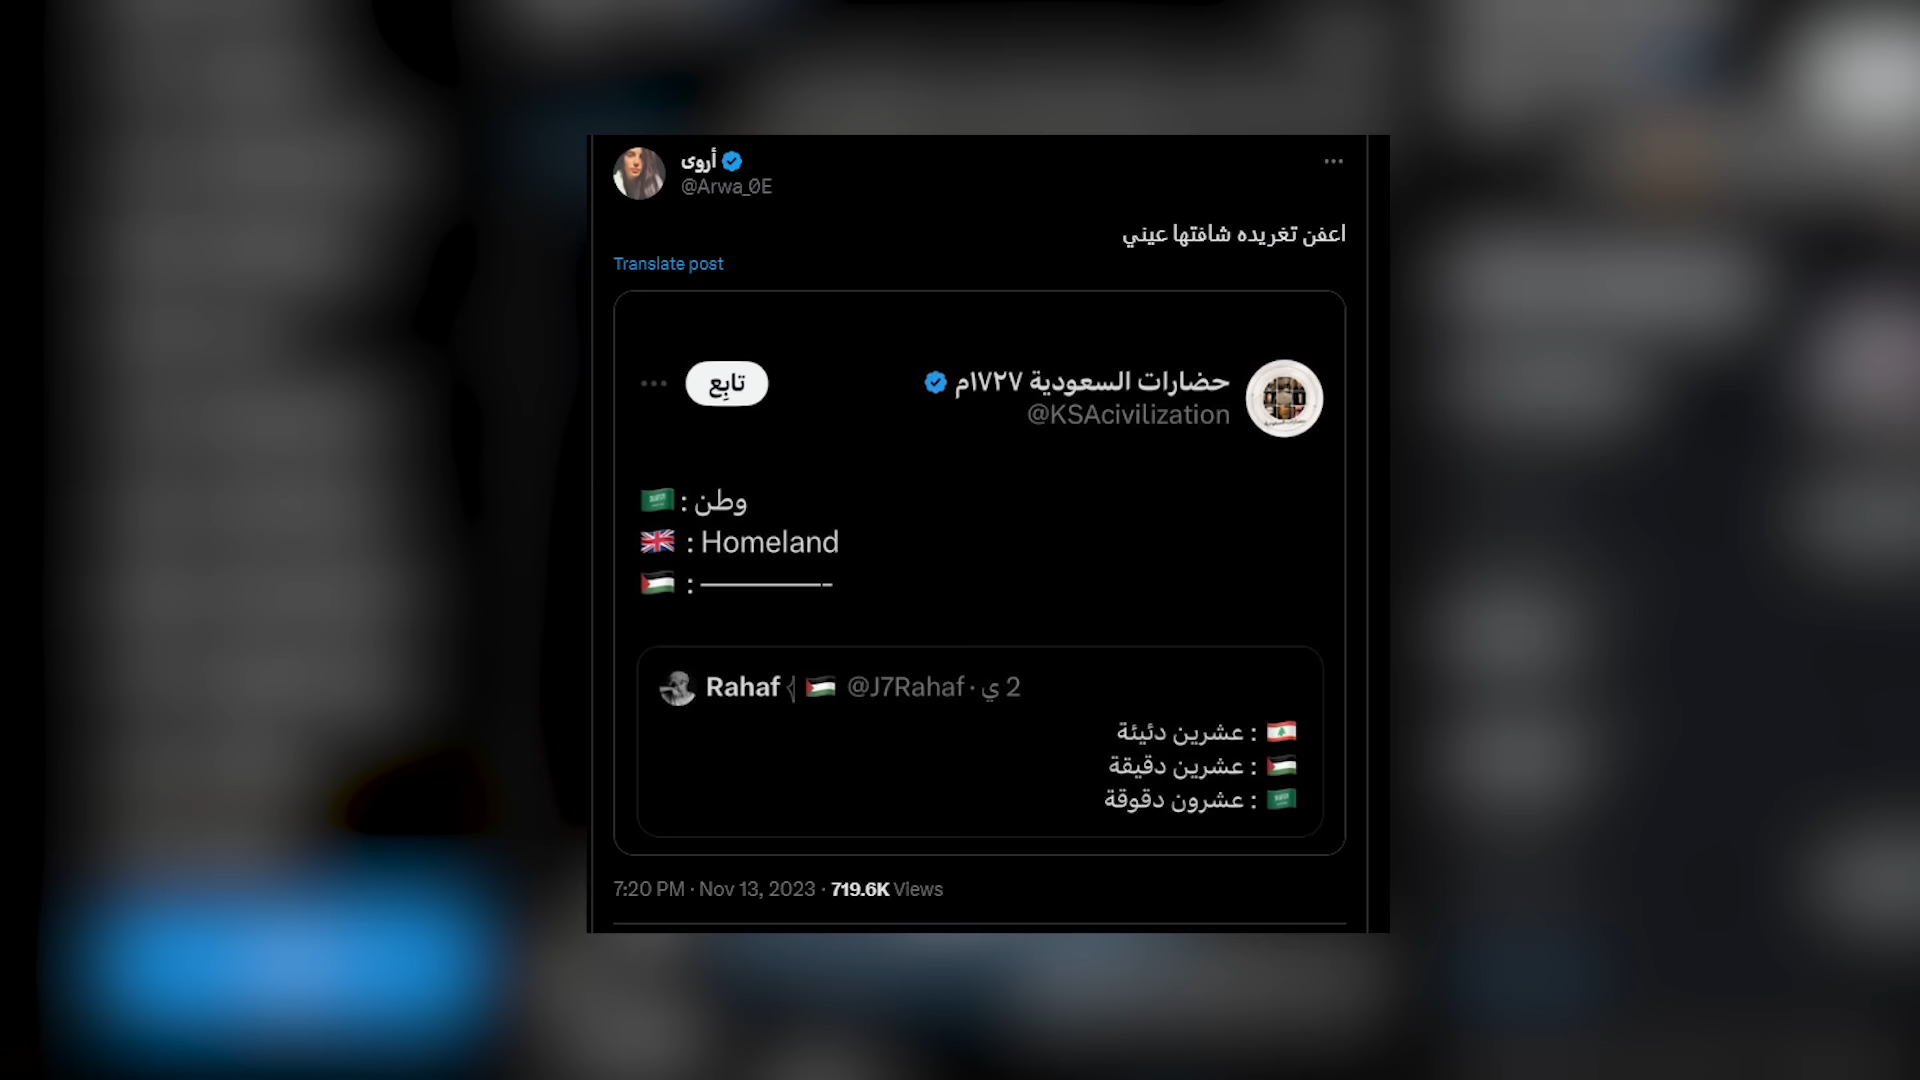 أروى
@Arwa_0E
اعفن تغريده شافتها عيني
Translate post
حضارات السعودية ١٧٢٧م
تابِع
@KSAcivilization
🇸🇦 : وطن
🇬🇧 : Homeland
🇵🇸 : ————–-
Rahaf 𓂆 🇵🇸 @J7Rahaf · 2 ي
🇱🇧 : عشرين دئيئة
🇵🇸 : عشرين دقيقة
🇸🇦 : عشرون دقوقة
7:20 PM · Nov 13, 2023 · 719.6K Views